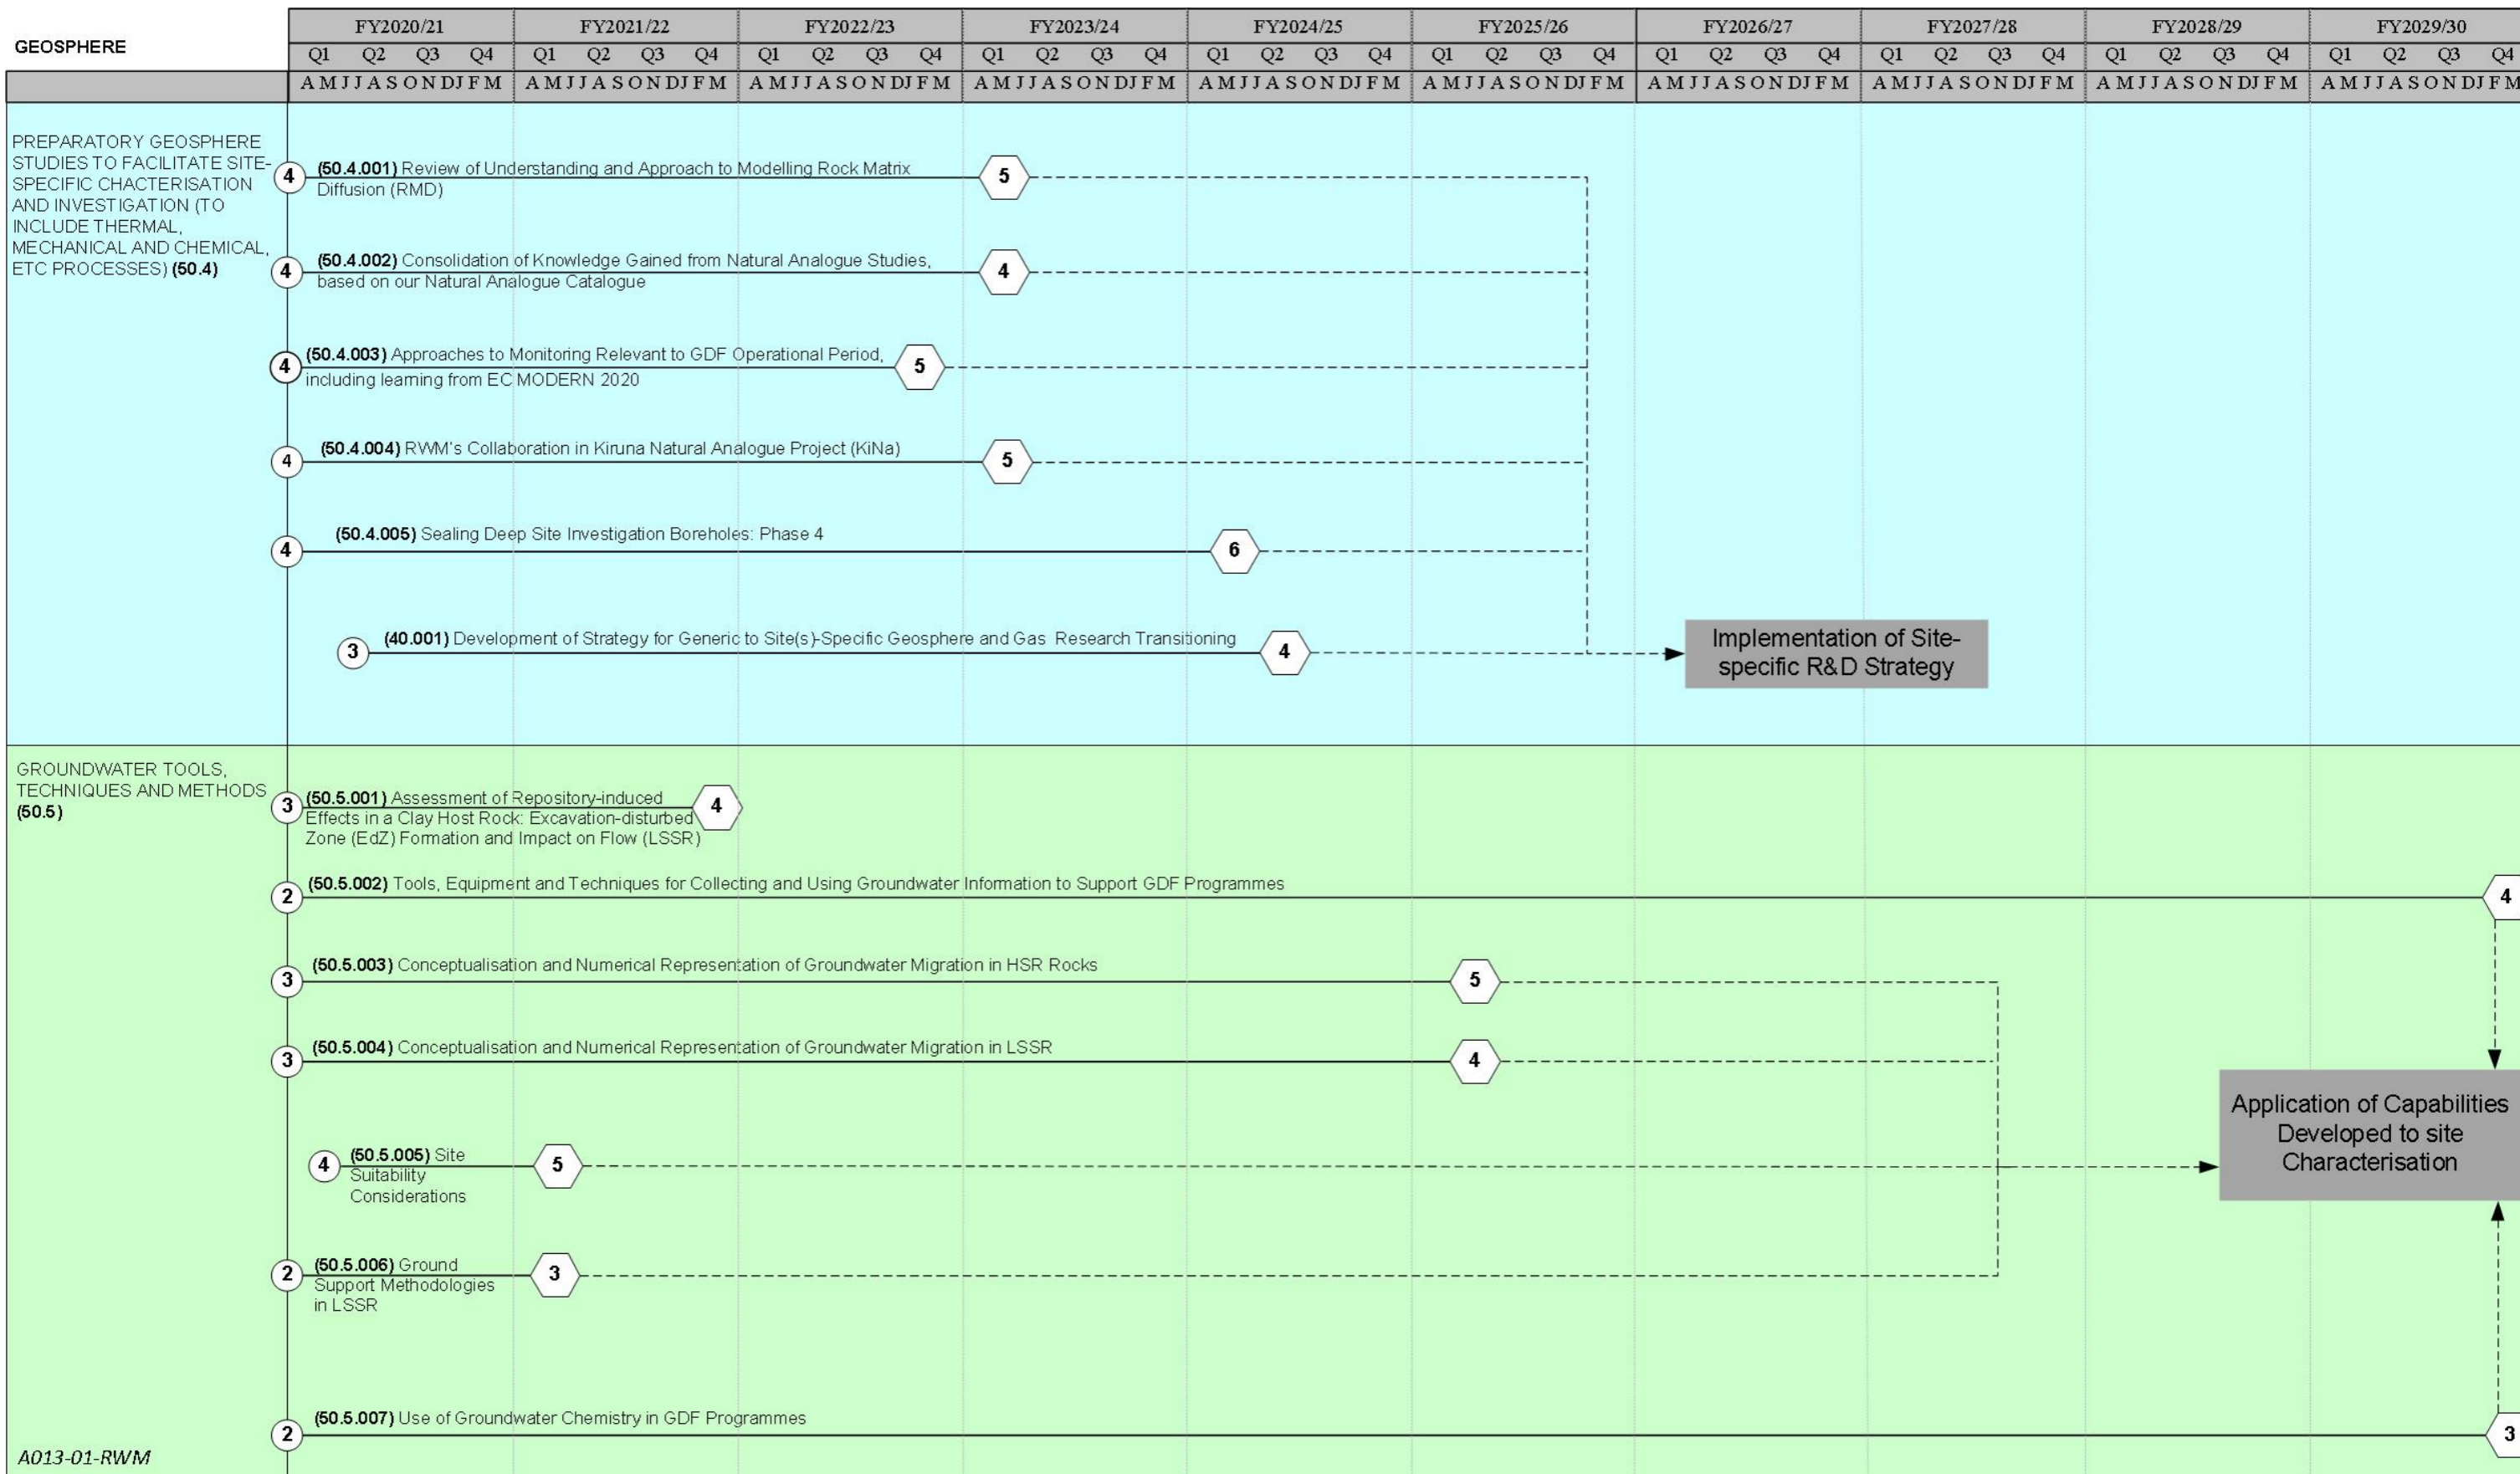 GEOSPHERE
FY2020/21 FY2021/22 FY2022/23 FY2023/24 FY2024/25 FY2025/26 FY2026/27 FY2027/28 FY2028/29 FY2029/30
Q1 Q2 Q3 Q4 Q1 Q2 Q3 Q4 Q1 Q2 Q3 Q4 Q1 Q2 Q3 Q4 Q1 Q2 Q3 Q4 Q1 Q2 Q3 Q4 Q1 Q2 Q3 Q4 Q1 Q2 Q3 Q4 Q1 Q2 Q3 Q4 Q1 Q2 Q3 Q4
A M J J A S O N D J F M A M J J A S O N D J F M A M J J A S O N D J F M A M J J A S O N D J F M A M J J A S O N D J F M A M J J A S O N D J F M A M J J A S O N D J F M A M J J A S O N D J F M A M J J A S O N D J F M A M J J A S O N D J F M
PREPARATORY GEOSPHERE
STUDIES TO FACILITATE SITE-
SPECIFIC CHACTERISATION
AND INVESTIGATION (TO
INCLUDE THERMAL,
MECHANICAL AND CHEMICAL,
ETC PROCESSES) (50.4)
4 (50.4.001) Review of Understanding and Approach to Modelling Rock Matrix 5
Diffusion (RMD)
4 (50.4.002) Consolidation of Knowledge Gained from Natural Analogue Studies, 4
based on our Natural Analogue Catalogue
4 (50.4.003) Approaches to Monitoring Relevant to GDF Operational Period, 5
including learning from EC MODERN 2020
4 (50.4.004) RWM's Collaboration in Kiruna Natural Analogue Project (KiNa) 5
4 (50.4.005) Sealing Deep Site Investigation Boreholes: Phase 4 6
3 (40.001) Development of Strategy for Generic to Site(s)-Specific Geosphere and Gas Research Transitioning 4
Implementation of Site-
specific R&D Strategy
GROUNDWATER TOOLS,
TECHNIQUES AND METHODS
(50.5)
3 (50.5.001) Assessment of Repository-induced 4
Effects in a Clay Host Rock: Excavation-disturbed
Zone (EdZ) Formation and Impact on Flow (LSSR)
2 (50.5.002) Tools, Equipment and Techniques for Collecting and Using Groundwater Information to Support GDF Programmes 4
3 (50.5.003) Conceptualisation and Numerical Representation of Groundwater Migration in HSR Rocks 5
3 (50.5.004) Conceptualisation and Numerical Representation of Groundwater Migration in LSSR 4
Application of Capabilities
Developed to site
Characterisation
4 (50.5.005) Site 5
Suitability
Considerations
2 (50.5.006) Ground 3
Support Methodologies
in LSSR
2 (50.5.007) Use of Groundwater Chemistry in GDF Programmes 3
A013-01-RWM